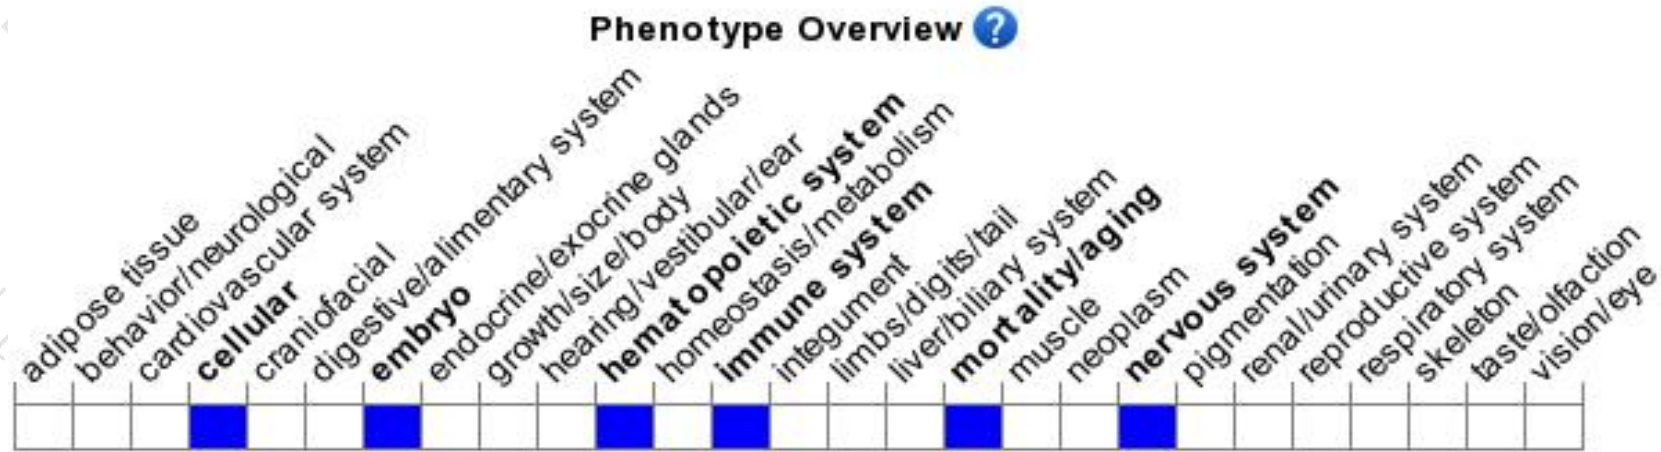 Phenotype Overview ?
adipose tissue
behavior/neurological
cardiovascular system
cellular
craniofacial
digestive/alimentary system
embryo
endocrine/exocrine glands
growth/size/body
hearing/vestibular/ear
hematopoietic system
homeostasis/metabolism
immune system
integument
limbs/digits/tail
liver/biliary system
mortality/aging
muscle
neoplasm
nervous system
pigmentation
renal/urinary system
reproductive system
respiratory system
skeleton
taste/olfaction
vision/eye